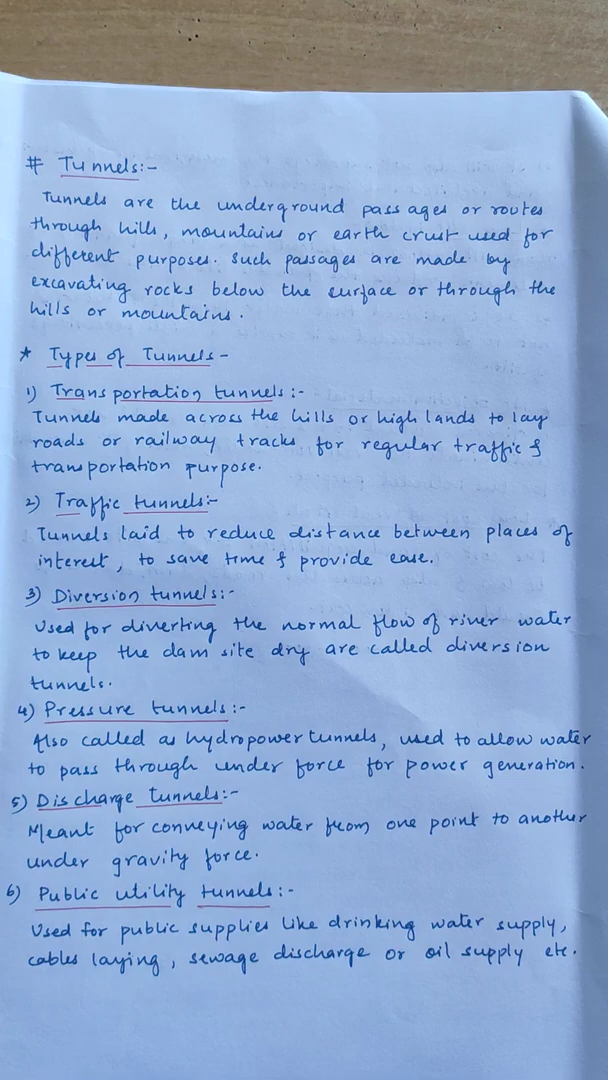 # Tunnels:-
Tunnels are the underground passages or routes
through hills, mountains or earth crust used for
different purposes. Such passages are made by
excavating rocks below the surface or through the
hills or mountains.
* Types of Tunnels -
1) Transportation tunnels:-
Tunnels made across the hills or high lands to lay
roads or railway tracks for regular traffic &
transportation purpose.
2) Traffic tunnels:-
Tunnels laid to reduce distance between places of
interest, to save time & provide ease.
3) Diversion tunnels:-
Used for diverting the normal flow of river water
to keep the dam site dry are called diversion
tunnels.
4) Pressure tunnels:-
Also called as hydropower tunnels, used to allow water
to pass through under force for power generation.
5) Discharge tunnels:-
Meant for conveying water from one point to another
under gravity force.
6) Public utility tunnels:-
Used for public supplies like drinking water supply,
cables laying, sewage discharge or oil supply etc.